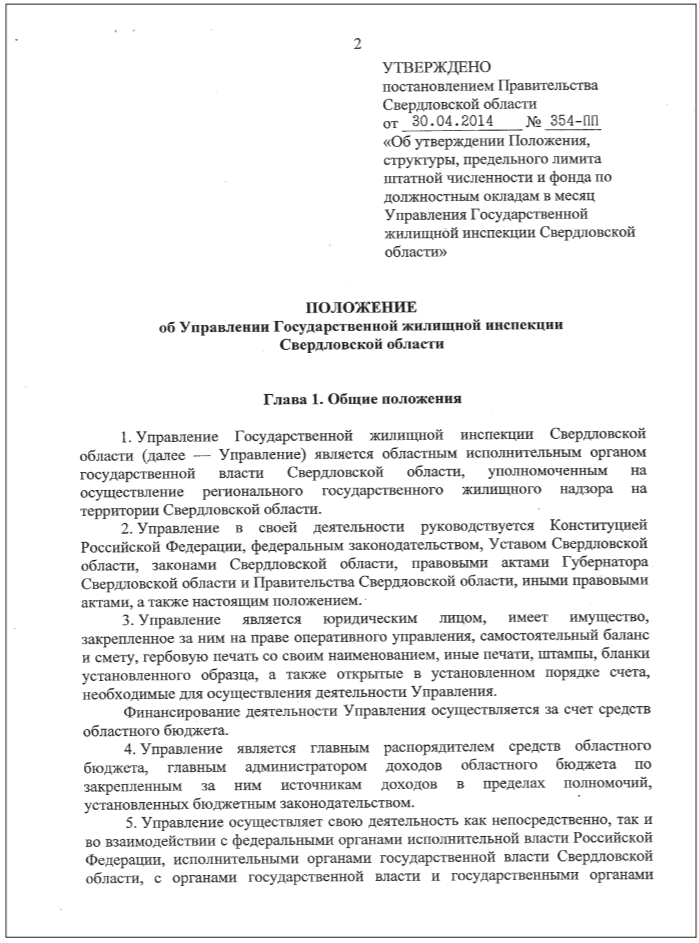 2
УТВЕРЖДЕНО
постановлением Правительства
Свердловской области
от 30.04.2014 № 354-ПП
«Об утверждении Положения,
структуры, предельного лимита
штатной численности и фонда по
должностным окладам в месяц
Управления Государственной
жилищной инспекции Свердловской
области»
ПОЛОЖЕНИЕ
об Управлении Государственной жилищной инспекции
Свердловской области
Глава 1. Общие положения
1. Управление Государственной жилищной инспекции Свердловской
области (далее — Управление) является областным исполнительным органом
государственной власти Свердловской области, уполномоченным на
осуществление регионального государственного жилищного надзора на
территории Свердловской области.
2. Управление в своей деятельности руководствуется Конституцией
Российской Федерации, федеральным законодательством, Уставом Свердловской
области, законами Свердловской области, правовыми актами Губернатора
Свердловской области и Правительства Свердловской области, иными правовыми
актами, а также настоящим положением.
3. Управление является юридическим лицом, имеет имущество,
закрепленное за ним на праве оперативного управления, самостоятельный баланс
и смету, гербовую печать со своим наименованием, иные печати, штампы, бланки
установленного образца, а также открытые в установленном порядке счета,
необходимые для осуществления деятельности Управления.
Финансирование деятельности Управления осуществляется за счет средств
областного бюджета.
4. Управление является главным распорядителем средств областного
бюджета, главным администратором доходов областного бюджета по
закрепленным за ним источникам доходов в пределах полномочий,
установленных бюджетным законодательством.
5. Управление осуществляет свою деятельность как непосредственно, так и
во взаимодействии с федеральными органами исполнительной власти Российской
Федерации, исполнительными органами государственной власти Свердловской
области, с органами государственной власти и государственными органами